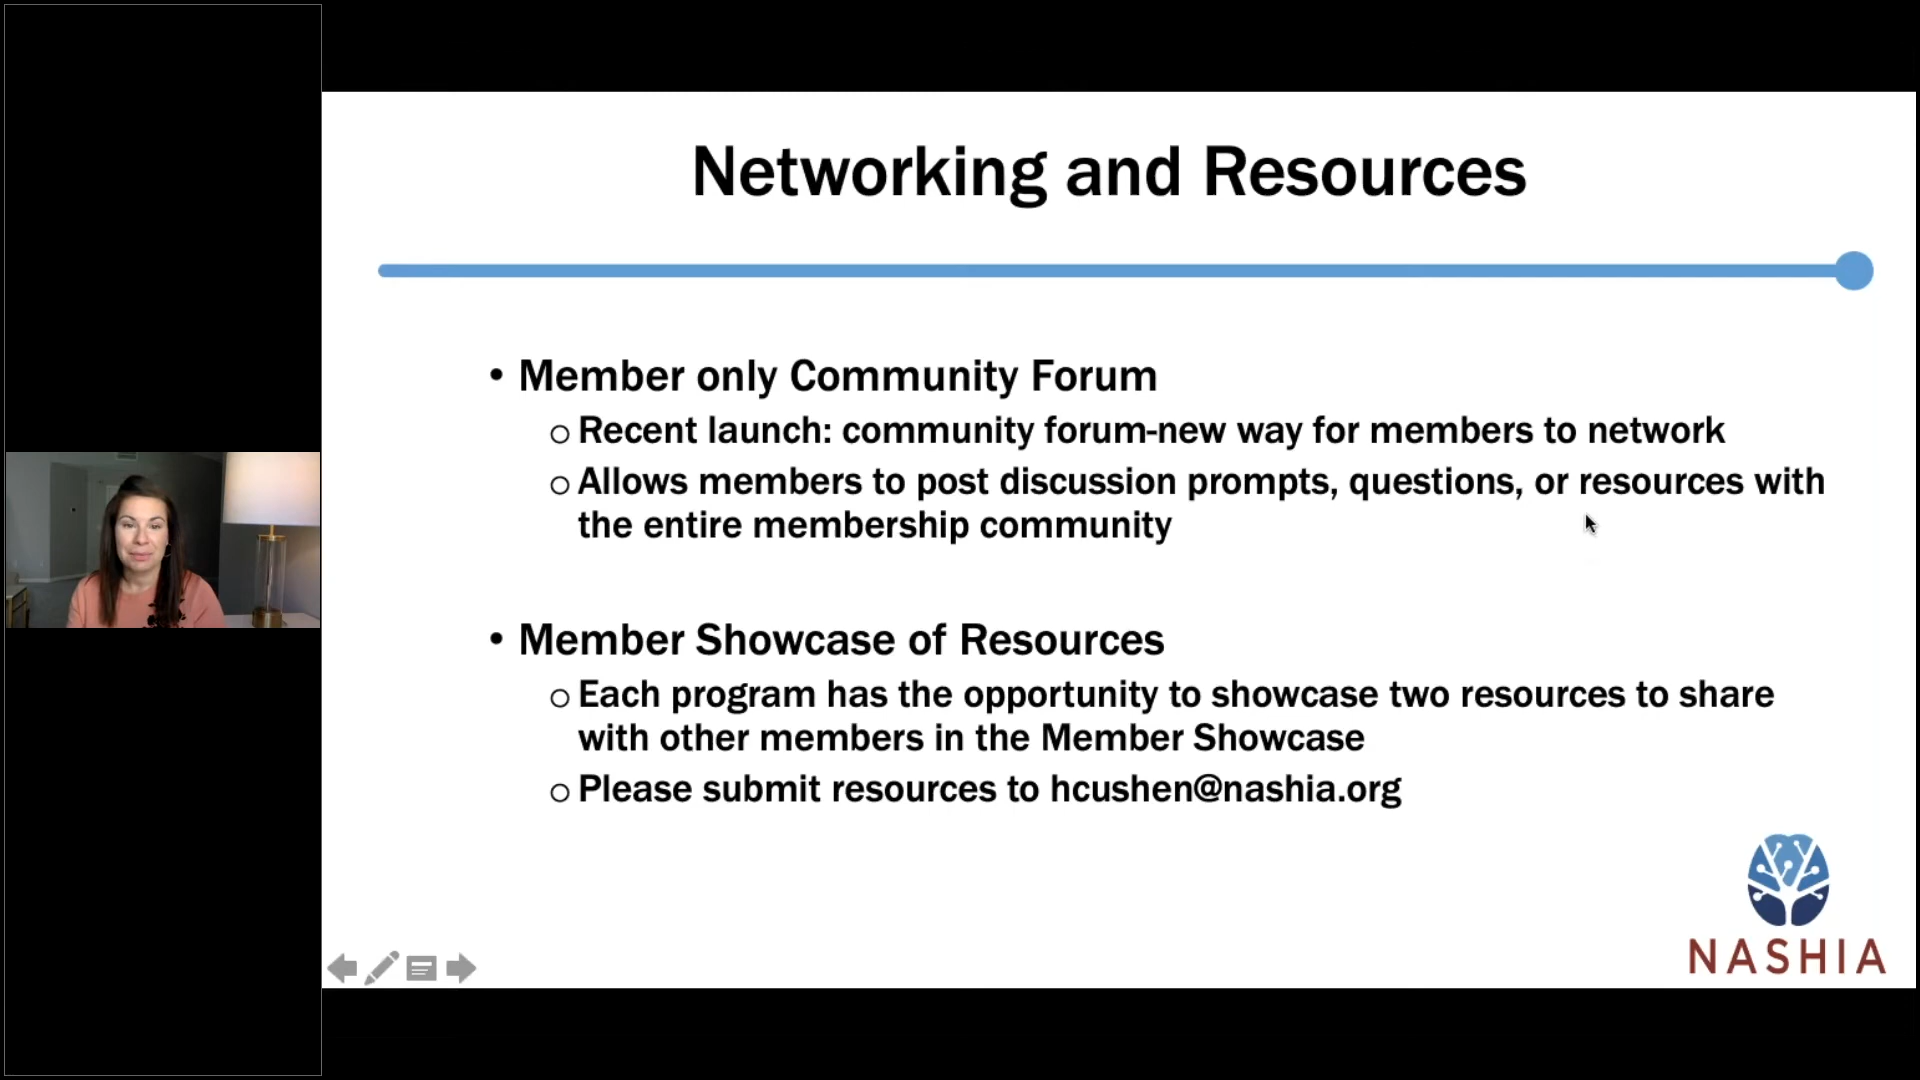 Networking and Resources
• Member only Community Forum
o Recent launch: community forum-new way for members to network
o Allows members to post discussion prompts, questions, or resources with
the entire membership community
• Member Showcase of Resources
o Each program has the opportunity to showcase two resources to share
with other members in the Member Showcase
o Please submit resources to hcushen@nashia.org
NASHIA